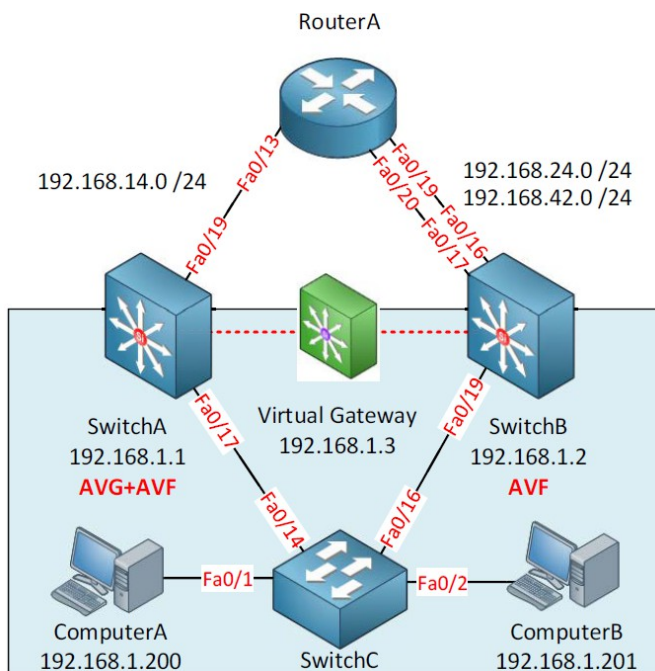 RouterA
192.168.14.0 /24
Fa0/13
Fa0/19
Fa0/19
Fa0/20
Fa0/16
Fa0/17
192.168.24.0 /24
192.168.42.0 /24
SwitchA
192.168.1.1
AVG+AVF
Fa0/17
Virtual Gateway
192.168.1.3
Fa0/19
SwitchB
192.168.1.2
AVF
Fa0/14
Fa0/16
Fa0/1
Fa0/2
ComputerA
192.168.1.200
SwitchC
ComputerB
192.168.1.201